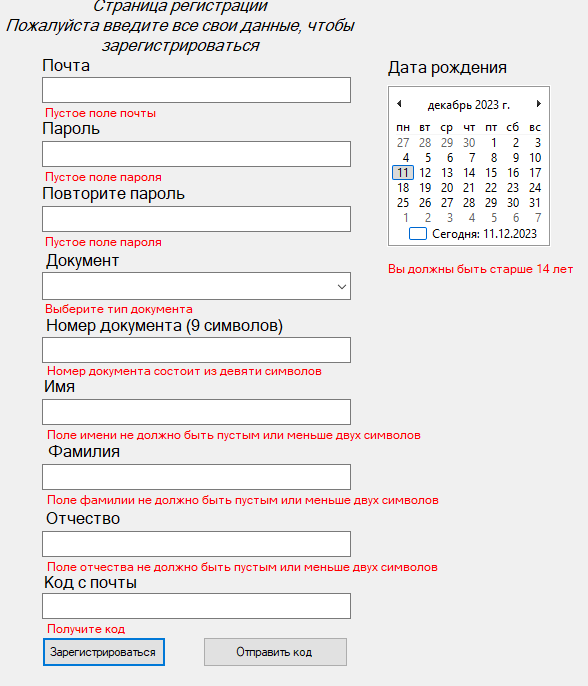 Страница регистрации
Пожалуйста введите все свои данные, чтобы
зарегистрироваться
Почта
Пустое поле почты
Пароль
Пустое поле пароля
Повторите пароль
Пустое поле пароля
Документ
Выберите тип документа
Номер документа (9 символов)
Номер документа состоит из девяти символов
Имя
Поле имени не должно быть пустым или меньше двух символов
Фамилия
Поле фамилии не должно быть пустым или меньше двух символов
Отчество
Поле отчества не должно быть пустым или меньше двух символов
Код с почты
Получите код
Зарегистрироваться Отправить код
Дата рождения
декабрь 2023 г.
пн вт ср чт пт сб вс
27 28 29 30 1 2 3
4 5 6 7 8 9 10
11 12 13 14 15 16 17
18 19 20 21 22 23 24
25 26 27 28 29 30 31
1 2 3 4 5 6 7
Сегодня: 11.12.2023
Вы должны быть старше 14 лет